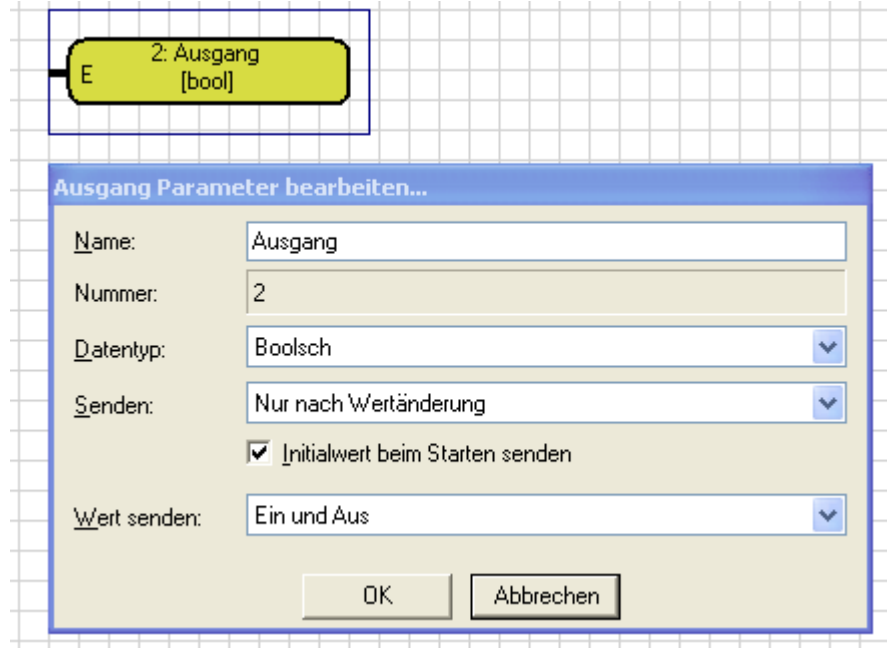 2: Ausgang
E
[bool]
Ausgang Parameter bearbeiten...
Name: Ausgang
Nummer: 2
Datentyp: Boolsch
Senden: Nur nach Wertänderung
Initialwert beim Starten senden
Wert senden: Ein und Aus
OK Abbrechen